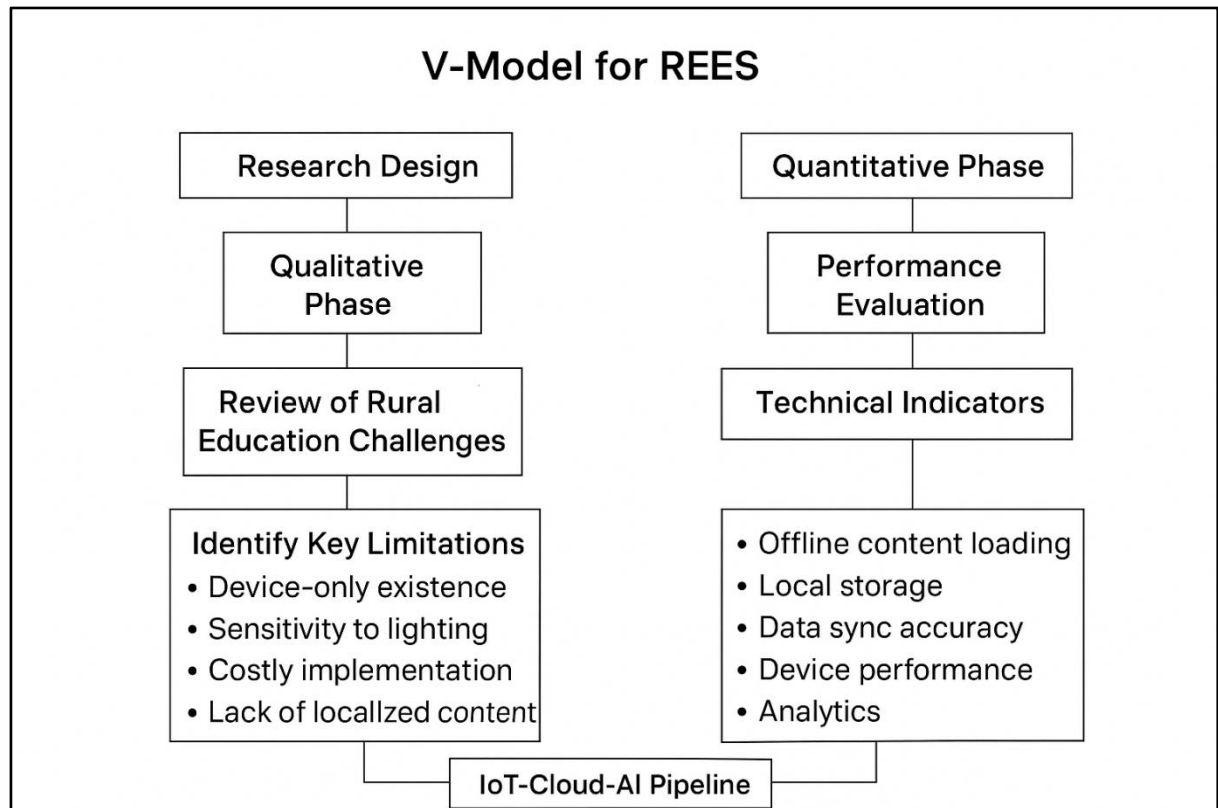 V-Model for REES
Research Design
Qualitative
Phase
Review of Rural
Education Challenges
Identify Key Limitations
• Device-only existence
• Sensitivity to lighting
• Costly implementation
• Lack of locallzed content
Quantitative Phase
Performance
Evaluation
Technical Indicators
• Offline content loading
• Local storage
• Data sync accuracy
• Device performance
• Analytics
IoT-Cloud-AI Pipeline